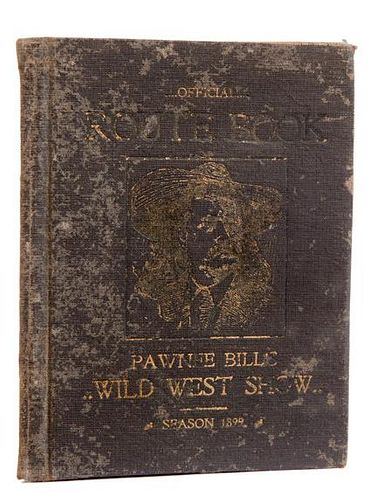 ...OFFICIAL...
ROUTE BOOK
PAWNEE BILL'S
..WILD WEST SHOW..
SEASON 1899